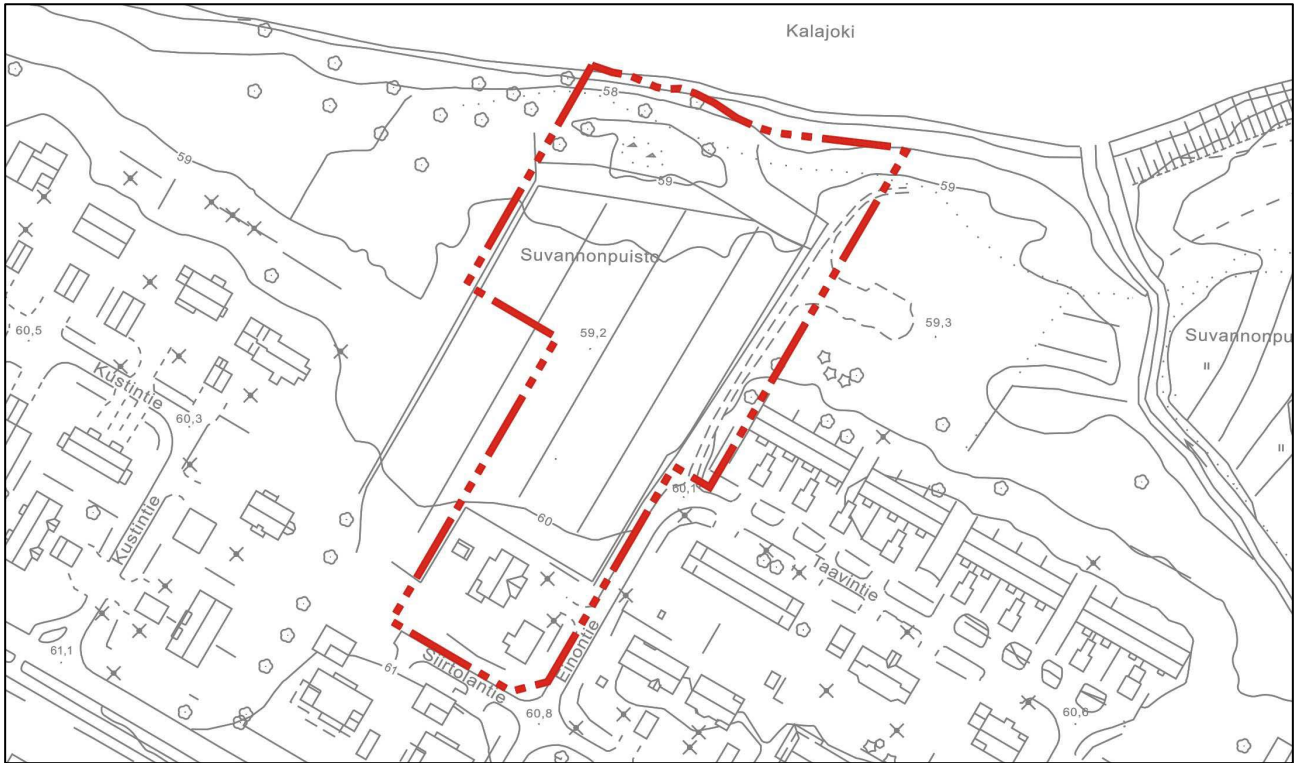 Kalajoki
58
59
59
59
Suvannonpuisto
59,2
59,3
Suvannonpu
60,5
Kustintie
60,3
Kustintie
60,1
60
Taavintie
61,1
61
Siirtolantie
Einontie
60,8
60,6